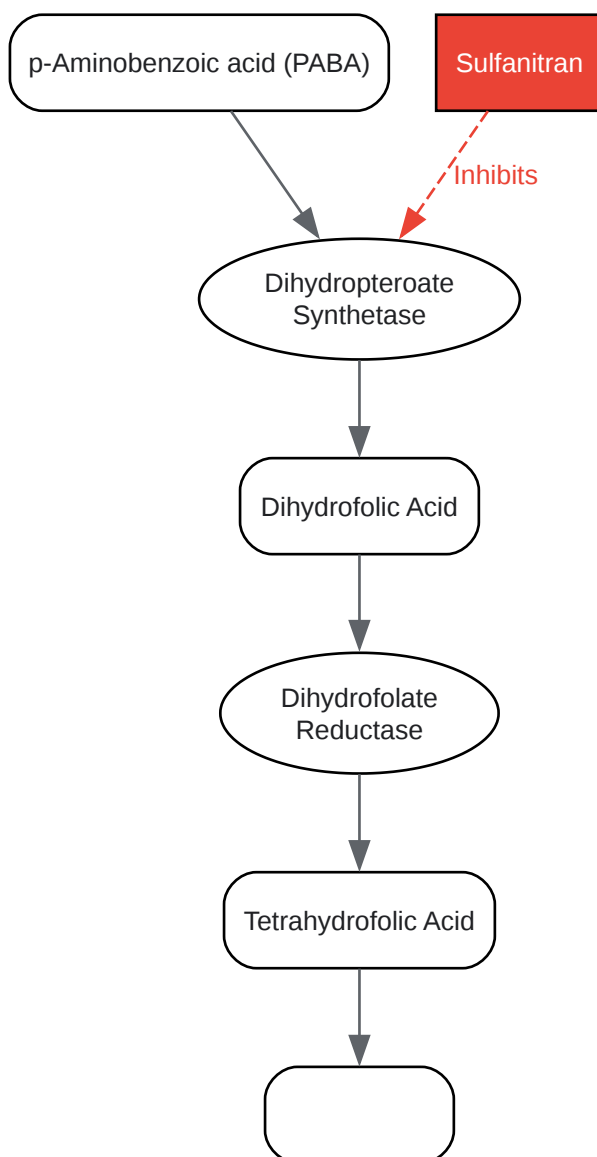 p-Aminobenzoic acid (PABA)
Sulfanitran
Inhibits
Dihydropteroate
Synthetase
Dihydrofolic Acid
Dihydrofolate
Reductase
Tetrahydrofolic Acid